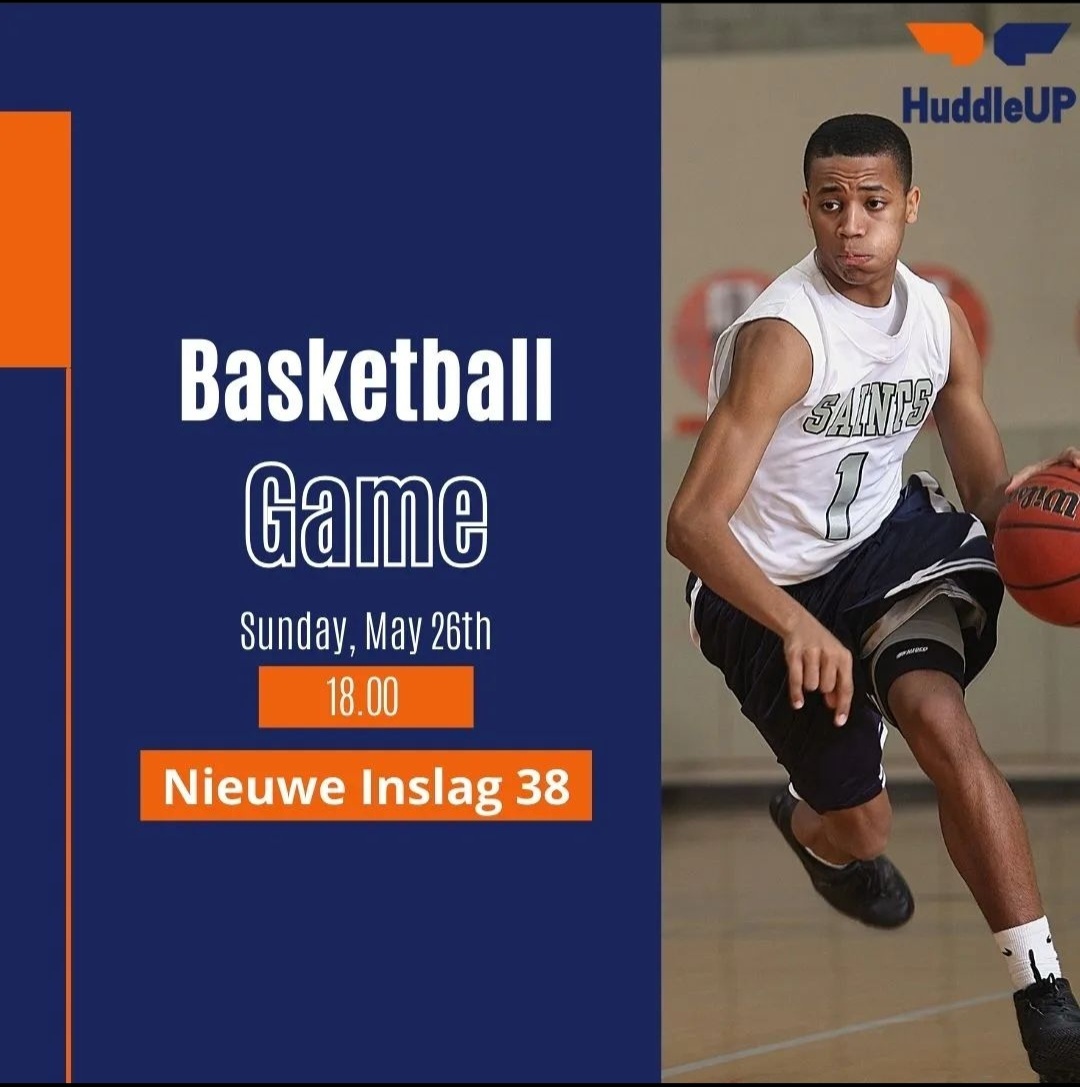 HuddleUP
Basketball
Game
Sunday, May 26th
18.00
Nieuwe Inslag 38
SAINTS
1